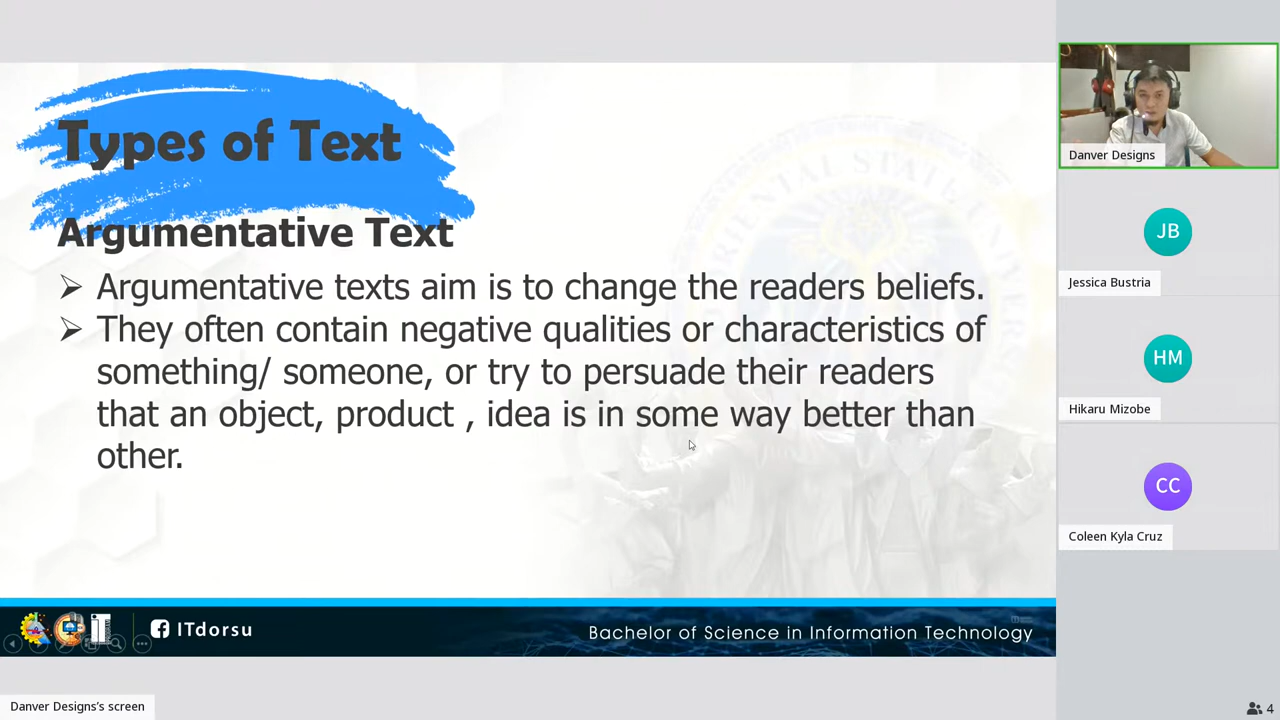 Types of Text
Argumentative Text
Argumentative texts aim is to change the readers beliefs.
They often contain negative qualities or characteristics of
something/ someone, or try to persuade their readers
that an object, product , idea is in some way better than
other.
ITdorsu
Bachelor of Science in Information Technology
Danver Designs's screen
Danver Designs
JB
Jessica Bustria
HM
Hikaru Mizobe
CC
Coleen Kyla Cruz
4